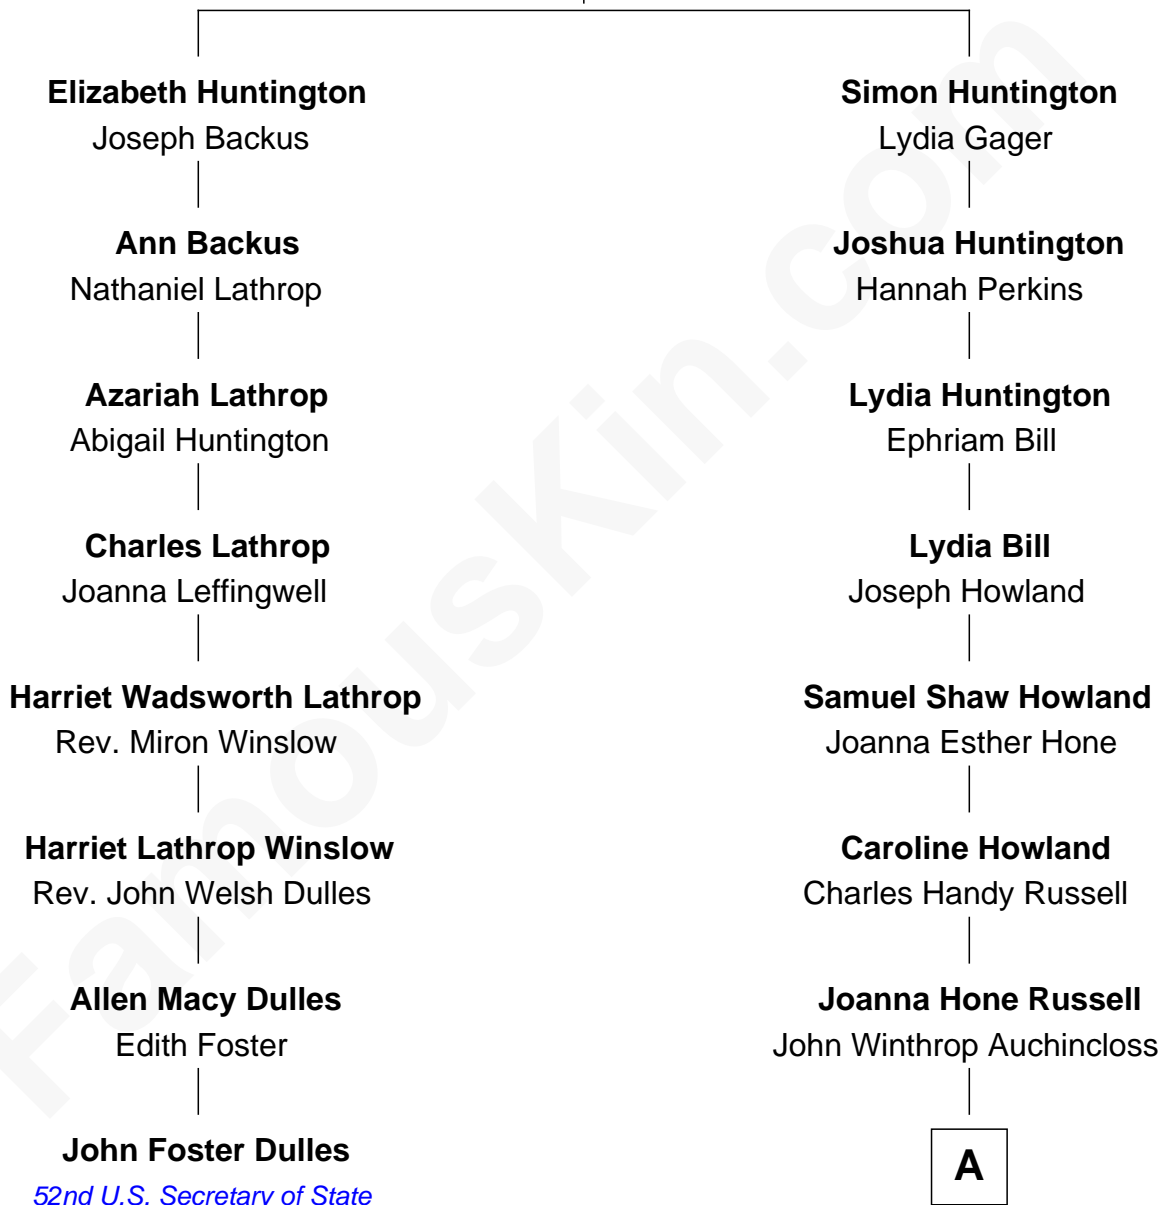 Elizabeth Huntington
Joseph Backus
Ann Backus
Nathaniel Lathrop
Azariah Lathrop
Abigail Huntington
Charles Lathrop
Joanna Leffingwell
Harriet Wadsworth Lathrop
Rev. Miron Winslow
Harriet Lathrop Winslow
Rev. John Welsh Dulles
Allen Macy Dulles
Edith Foster
John Foster Dulles
52nd U.S. Secretary of State
Simon Huntington
Lydia Gager
Joshua Huntington
Hannah Perkins
Lydia Huntington
Ephriam Bill
Lydia Bill
Joseph Howland
Samuel Shaw Howland
Joanna Esther Hone
Caroline Howland
Charles Handy Russell
Joanna Hone Russell
John Winthrop Auchincloss
A
FamousKin.com